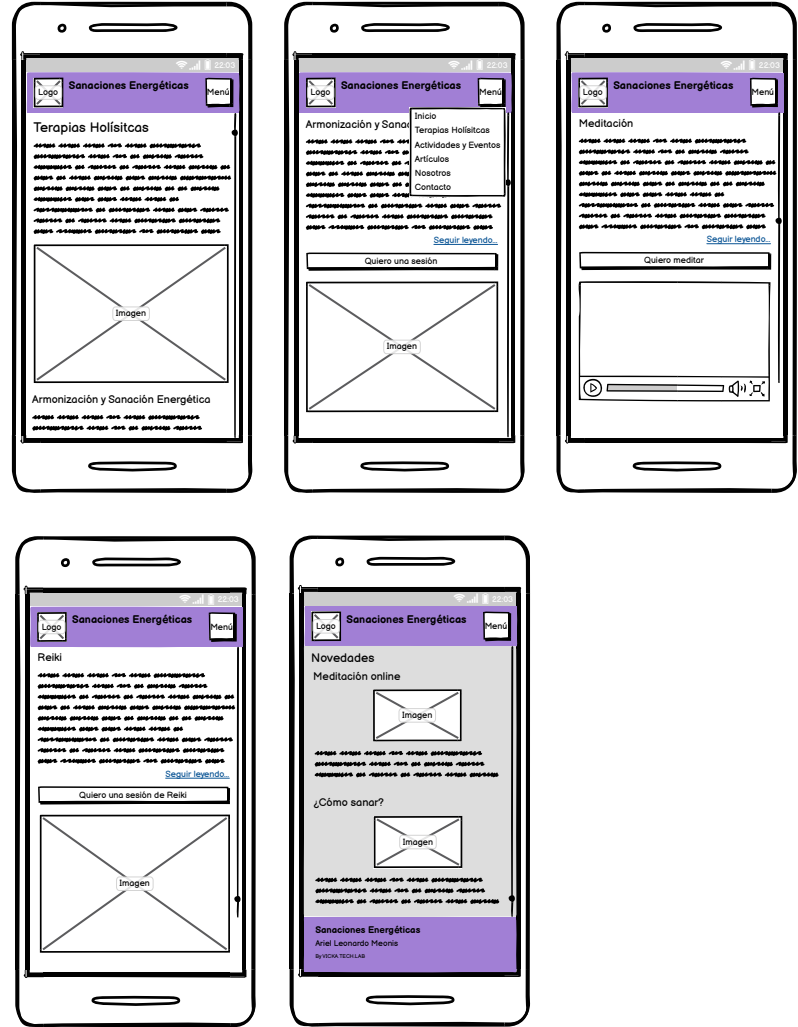 22:03
Logo
Sanaciones Energéticas
Menú
Terapias Holísitcas
Imagen
Armonización y Sanación Energética
22:03
Logo
Sanaciones Energéticas
Menú
Armonización y Sanac
Inicio
Terapias Holísitcas
Actividades y Eventos
Artículos
Nosotros
Contacto
Seguir leyendo...
Quiero una sesión
Imagen
22:03
Logo
Sanaciones Energéticas
Menú
Meditación
Seguir leyendo...
Quiero meditar
22:03
Logo
Sanaciones Energéticas
Menú
Reiki
Seguir leyendo...
Quiero una sesión de Reiki
Imagen
22:03
Logo
Sanaciones Energéticas
Menú
Novedades
Meditación online
Imagen
¿Cómo sanar?
Imagen
Sanaciones Energéticas
Ariel Leonardo Meonis
By VICKA.TECH.LAB